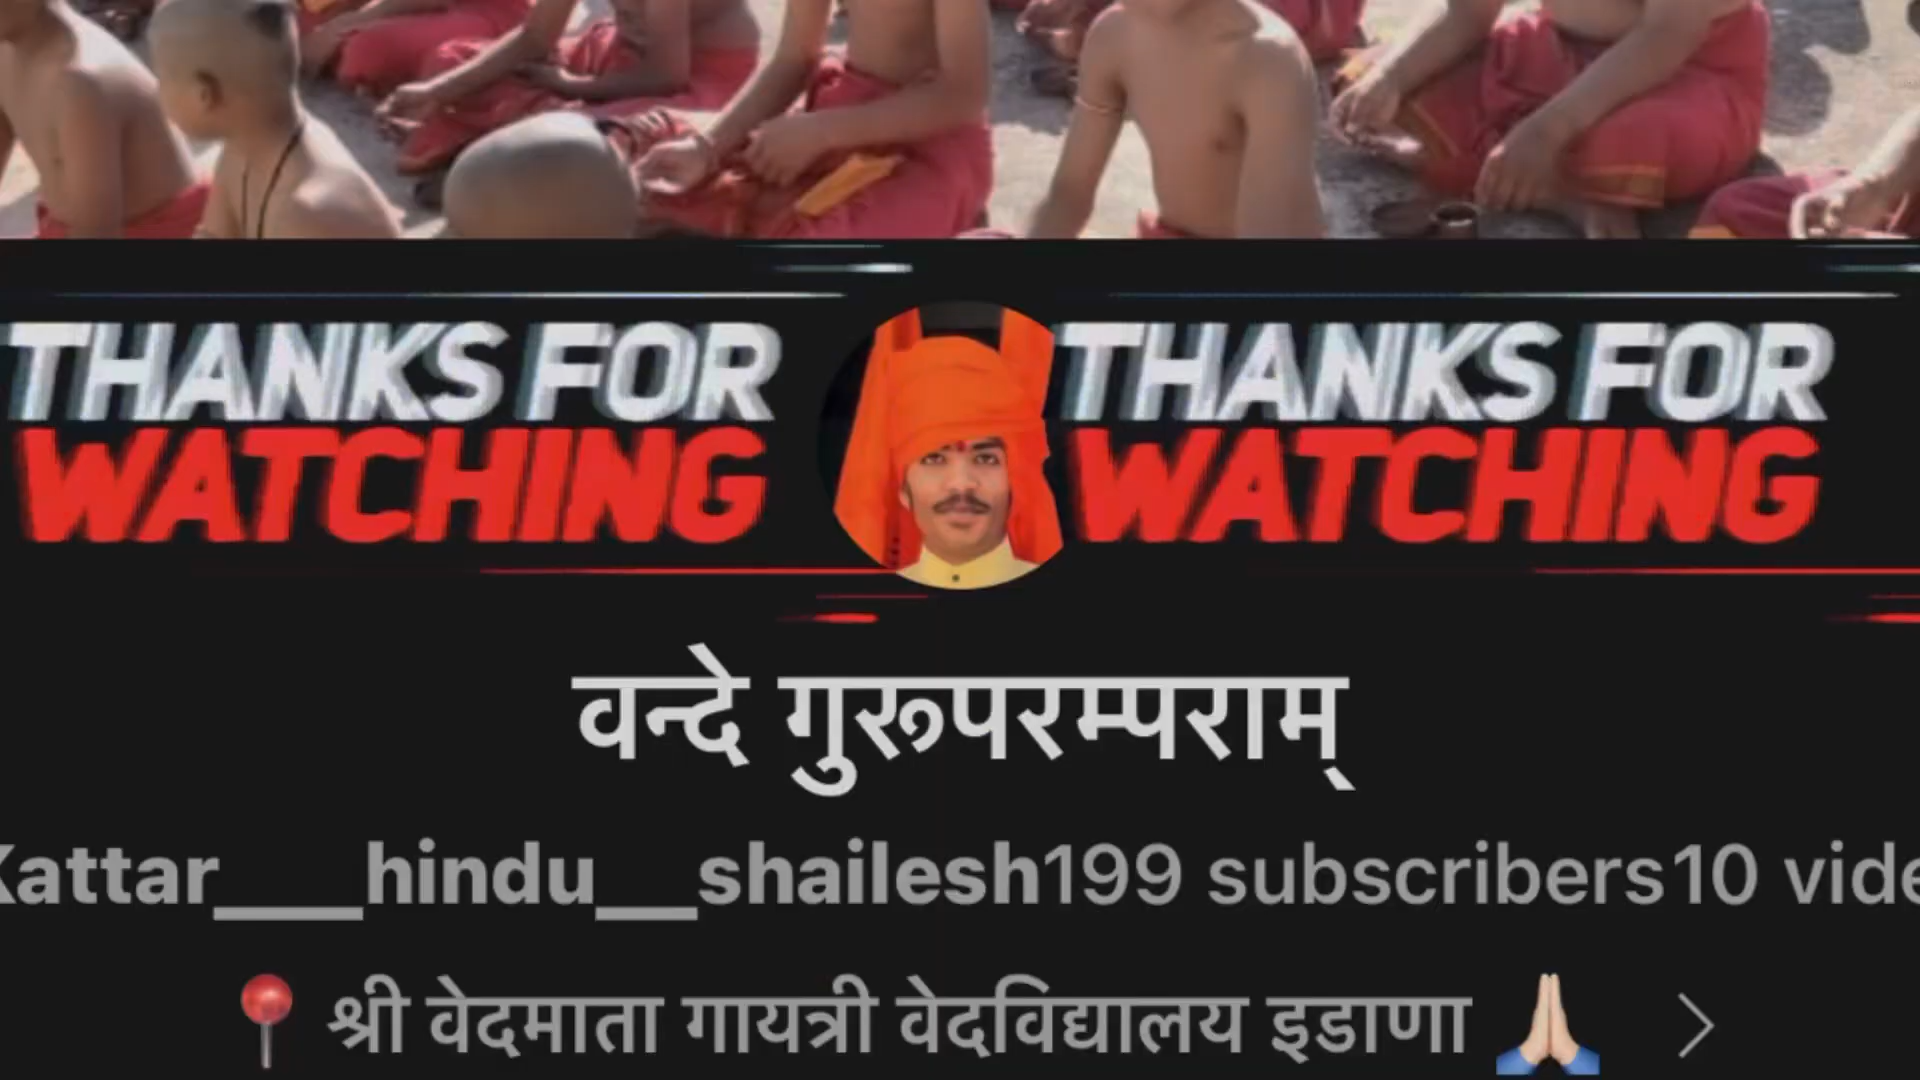 THANKS FOR THANKS FOR
WATCHING WATCHING
वन्दे गुरूपरम्पराम्
Kattar___hindu__shailesh199 subscribers10 vide
📍 श्री वेदमाता गायत्री वेदविद्यालय इडाणा 🙏🏻